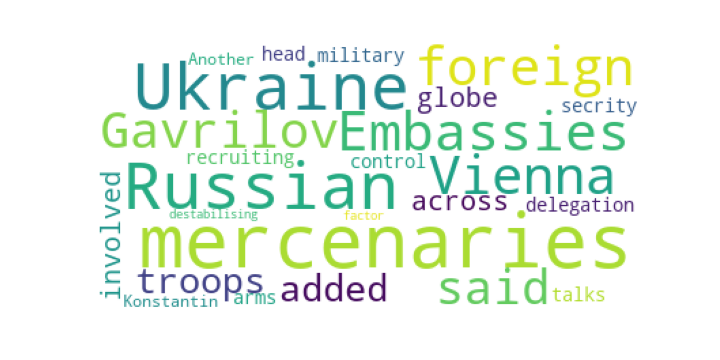 Another head military
Ukraine foreign
globe secrity
Gavrilov Embassies
recruiting control Vienna
Russian across delegation
involved destabilising factor
mercenaries
troops added said talks
Konstantin arms